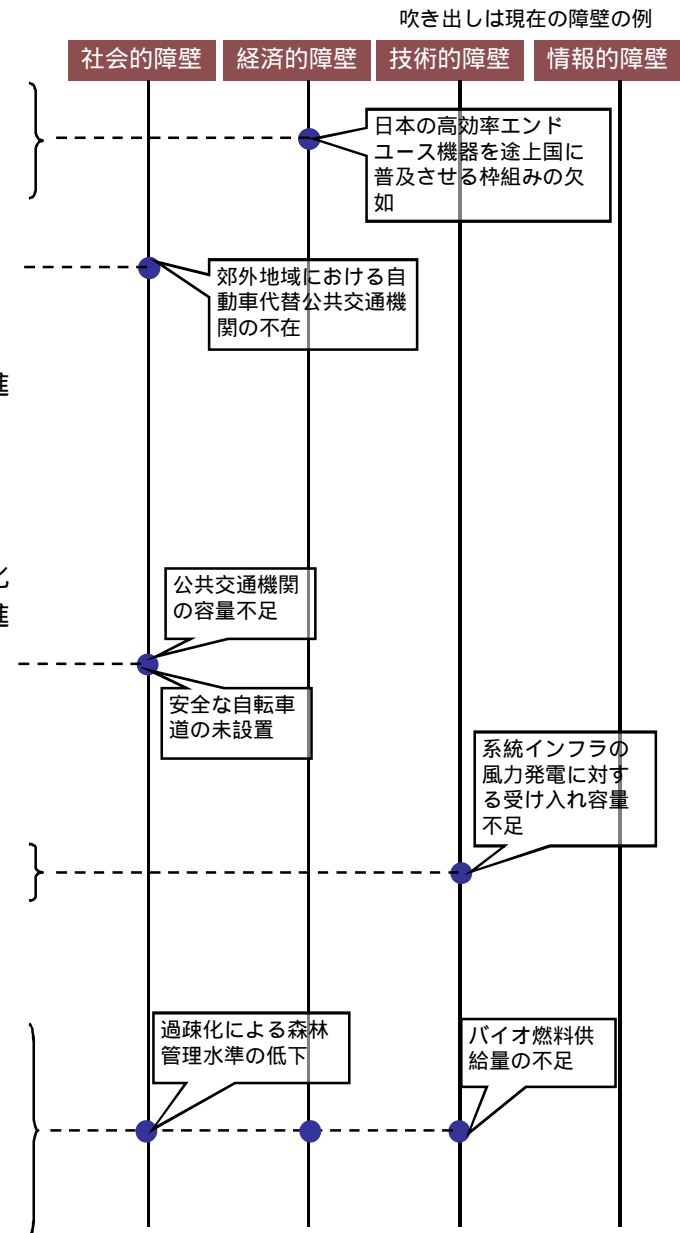 吹き出しは現在の障壁の例
社会的障壁
経済的障壁
技術的障壁
情報的障壁
日本の高効率エンド
ユース機器を途上国に
普及させる枠組みの欠
如
郊外地域における自
動車代替公共交通機
関の不在
進
化
進
公共交通機関
の容量不足
安全な自転車
道の未設置
系統インフラの
風力発電に対す
る受け入れ容量
不足
過疎化による森林
管理水準の低下
バイオ燃料供
給量の不足